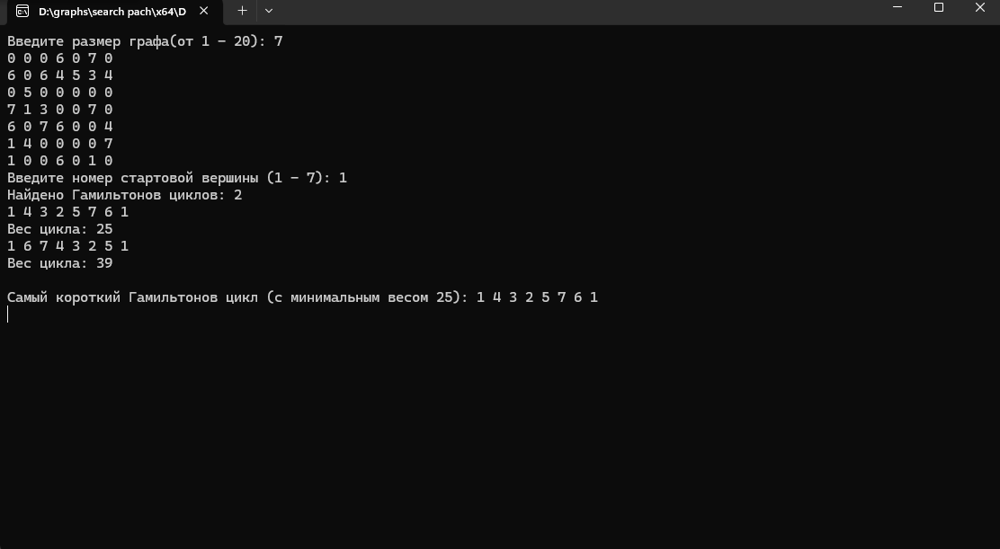 D:\graphs\search pach\x64\D
Введите размер графа(от 1 - 20): 7
0 0 0 6 0 7 0
6 0 6 4 5 3 4
0 5 0 0 0 0 0
7 1 3 0 0 7 0
6 0 7 6 0 0 4
1 4 0 0 0 0 7
1 0 0 6 0 1 0
Введите номер стартовой вершины (1 - 7): 1
Найдено Гамильтонов циклов: 2
1 4 3 2 5 7 6 1
Вес цикла: 25
1 6 7 4 3 2 5 1
Вес цикла: 39
Самый короткий Гамильтонов цикл (с минимальным весом 25): 1 4 3 2 5 7 6 1